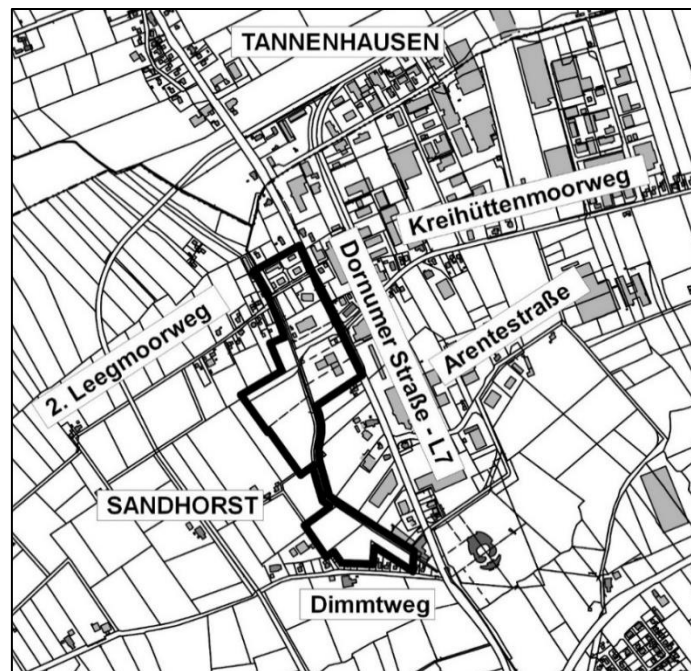 TANNENHAUSEN
Kreihüttenmoorweg
Dornumer Straße - L7
2. Leegmoorweg
Arentestraße
SANDHORST
Dimmtweg